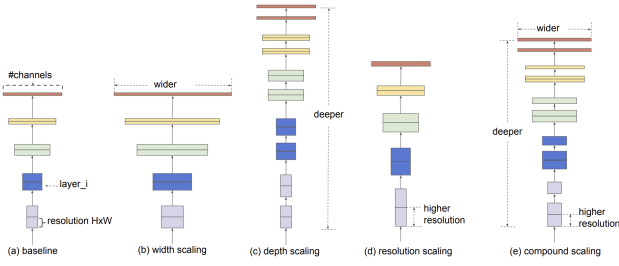 #channels
layer_i
resolution HxW
(a) baseline
wider
(b) width scaling
deeper
(c) depth scaling
higher
resolution
(d) resolution scaling
wider
deeper
higher
resolution
(e) compound scaling